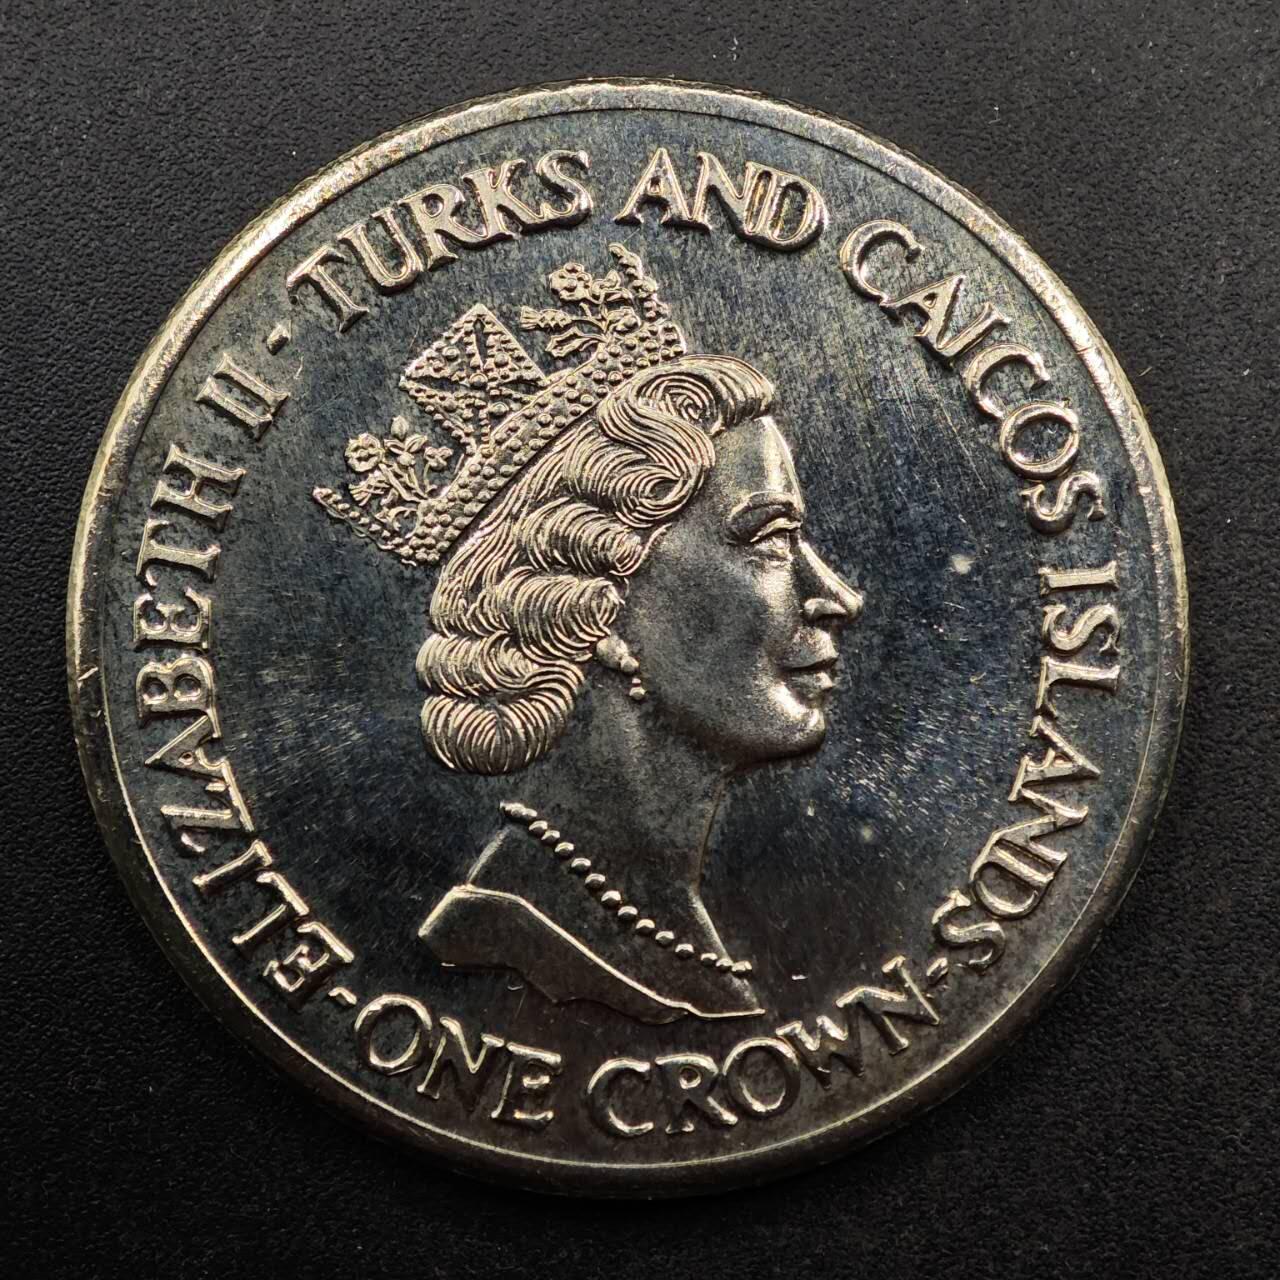 ELIZABETH II - TURKS AND CAICOS ISLANDS - ONE CROWN -